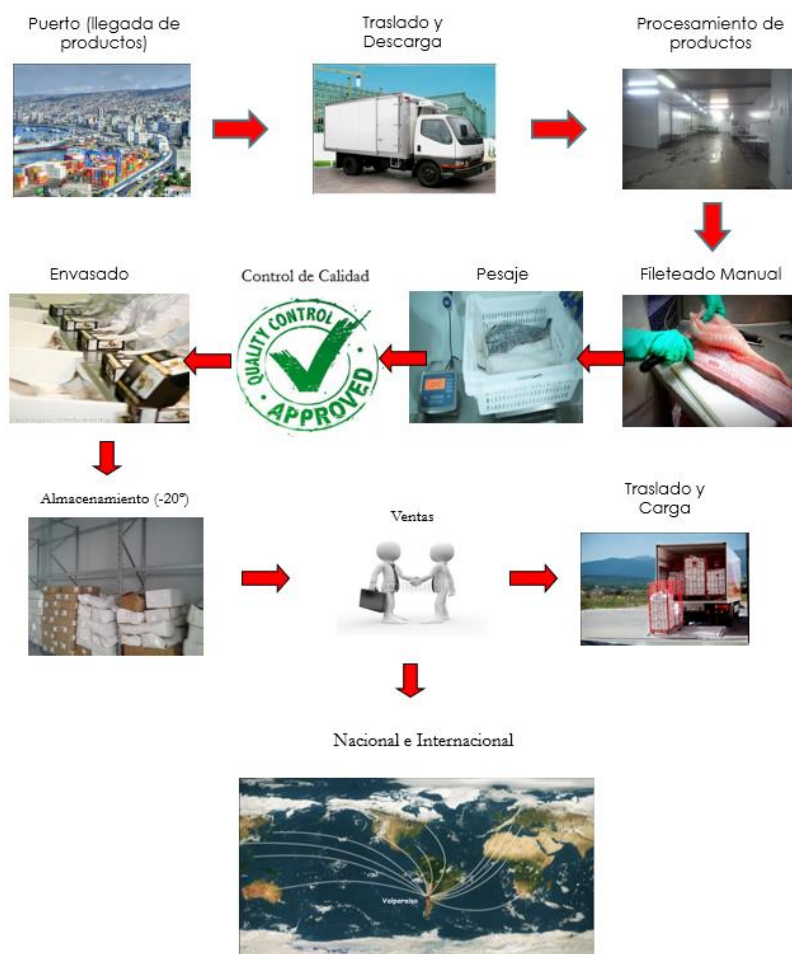 Puerto (llegada de
productos)
Traslado y
Descarga
Procesamiento de
productos
Envasado
Control de Calidad
Pesaje
Fileteado Manual
QUALITY CONTROL
APPROVED
Almacenamiento (-20°)
Ventas
Traslado y
Carga
Nacional e Internacional
Valparaíso